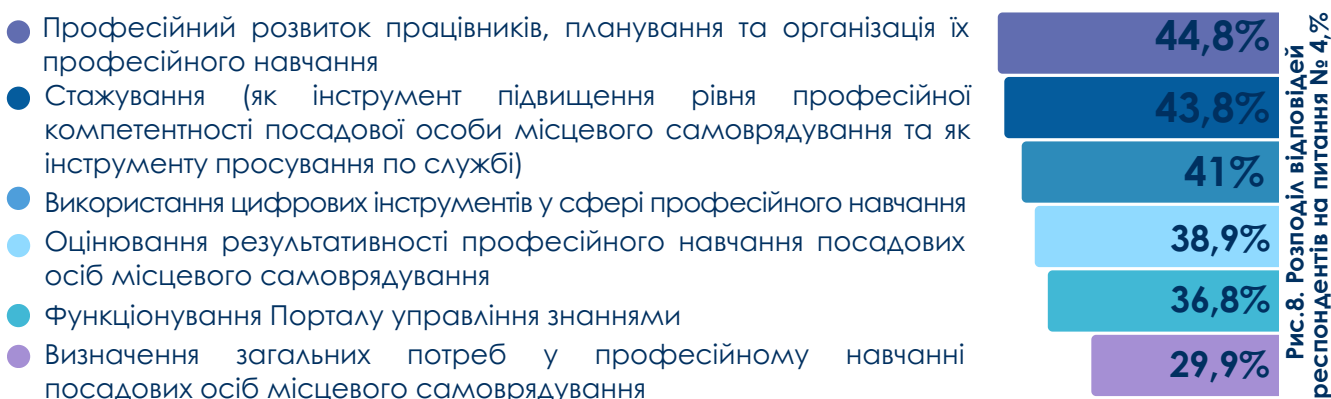 Професійний розвиток працівників, планування та організація їх
професійного навчання
Стажування (як інструмент підвищення рівня професійної
компетентності посадової особи місцевого самоврядування та як
інструменту просування по службі)
Використання цифрових інструментів у сфері професійного навчання
Оцінювання результативності професійного навчання посадових
осіб місцевого самоврядування
Функціонування Порталу управління знаннями
Визначення загальних потреб у професійному навчанні
посадових осіб місцевого самоврядування
44,8%
43,8%
41%
38,9%
36,8%
29,9%
Рис.8. Розподіл відповідей
респондентів на питання № 4,%